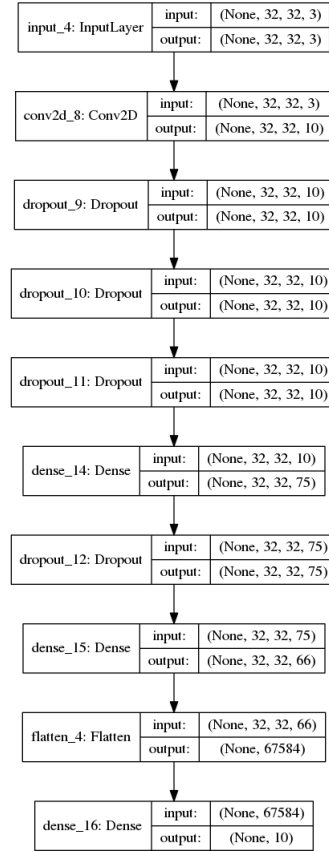 input_4: InputLayer
input: (None, 32, 32, 3)
output: (None, 32, 32, 3)
conv2d_8: Conv2D
input: (None, 32, 32, 3)
output: (None, 32, 32, 10)
dropout_9: Dropout
input: (None, 32, 32, 10)
output: (None, 32, 32, 10)
dropout_10: Dropout
input: (None, 32, 32, 10)
output: (None, 32, 32, 10)
dropout_11: Dropout
input: (None, 32, 32, 10)
output: (None, 32, 32, 10)
dense_14: Dense
input: (None, 32, 32, 10)
output: (None, 32, 32, 75)
dropout_12: Dropout
input: (None, 32, 32, 75)
output: (None, 32, 32, 75)
dense_15: Dense
input: (None, 32, 32, 75)
output: (None, 32, 32, 66)
flatten_4: Flatten
input: (None, 32, 32, 66)
output: (None, 67584)
dense_16: Dense
input: (None, 67584)
output: (None, 10)